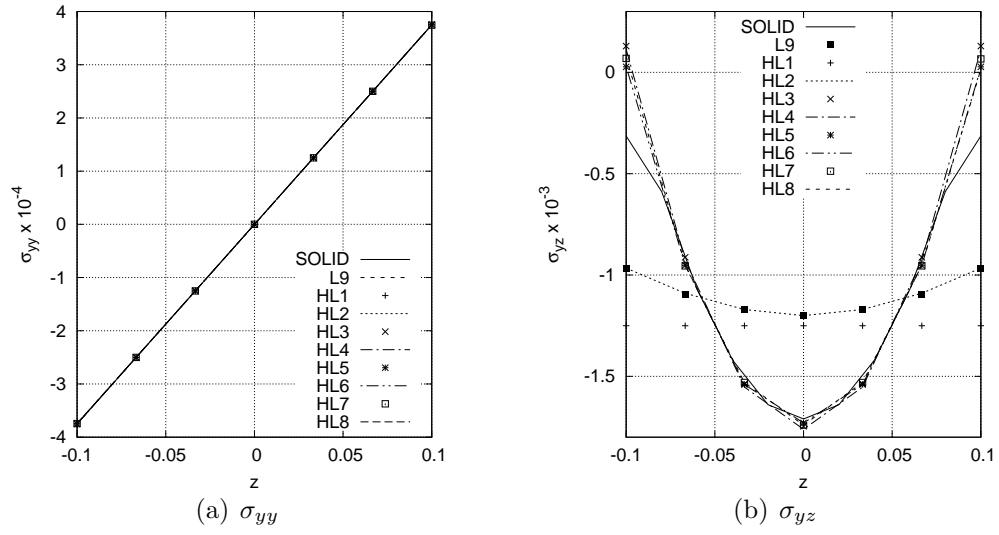 4
3
2
1
0
-1
-2
-3
-4
-0.1 -0.05 0 0.05 0.1
σyy x 10-4
z
SOLID
L9
HL1
HL2
HL3
HL4
HL5
HL6
HL7
HL8
(a) σyy
0
-0.5
-1
-1.5
-0.1 -0.05 0 0.05 0.1
σyz x 10-3
z
SOLID
L9
HL1
HL2
HL3
HL4
HL5
HL6
HL7
HL8
(b) σyz